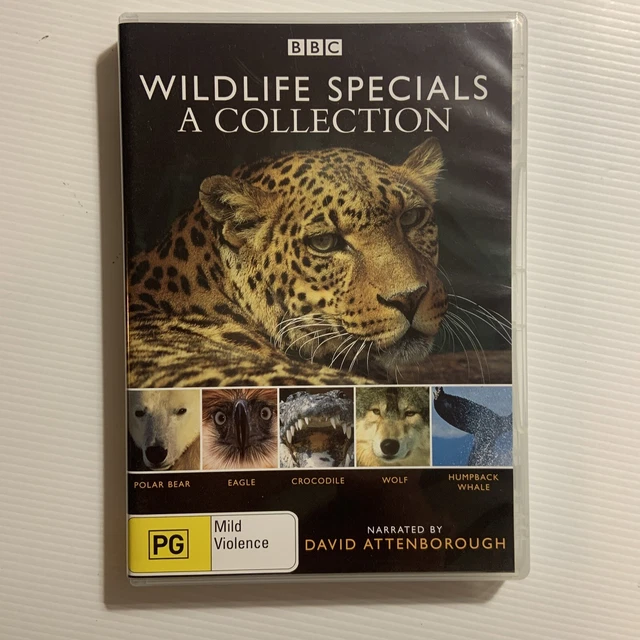 BBC
WILDLIFE SPECIALS
A COLLECTION
POLAR BEAR
EAGLE
CROCODILE
WOLF
HUMPBACK
WHALE
PG
Mild
Violence
NARRATED BY
DAVID ATTENBOROUGH